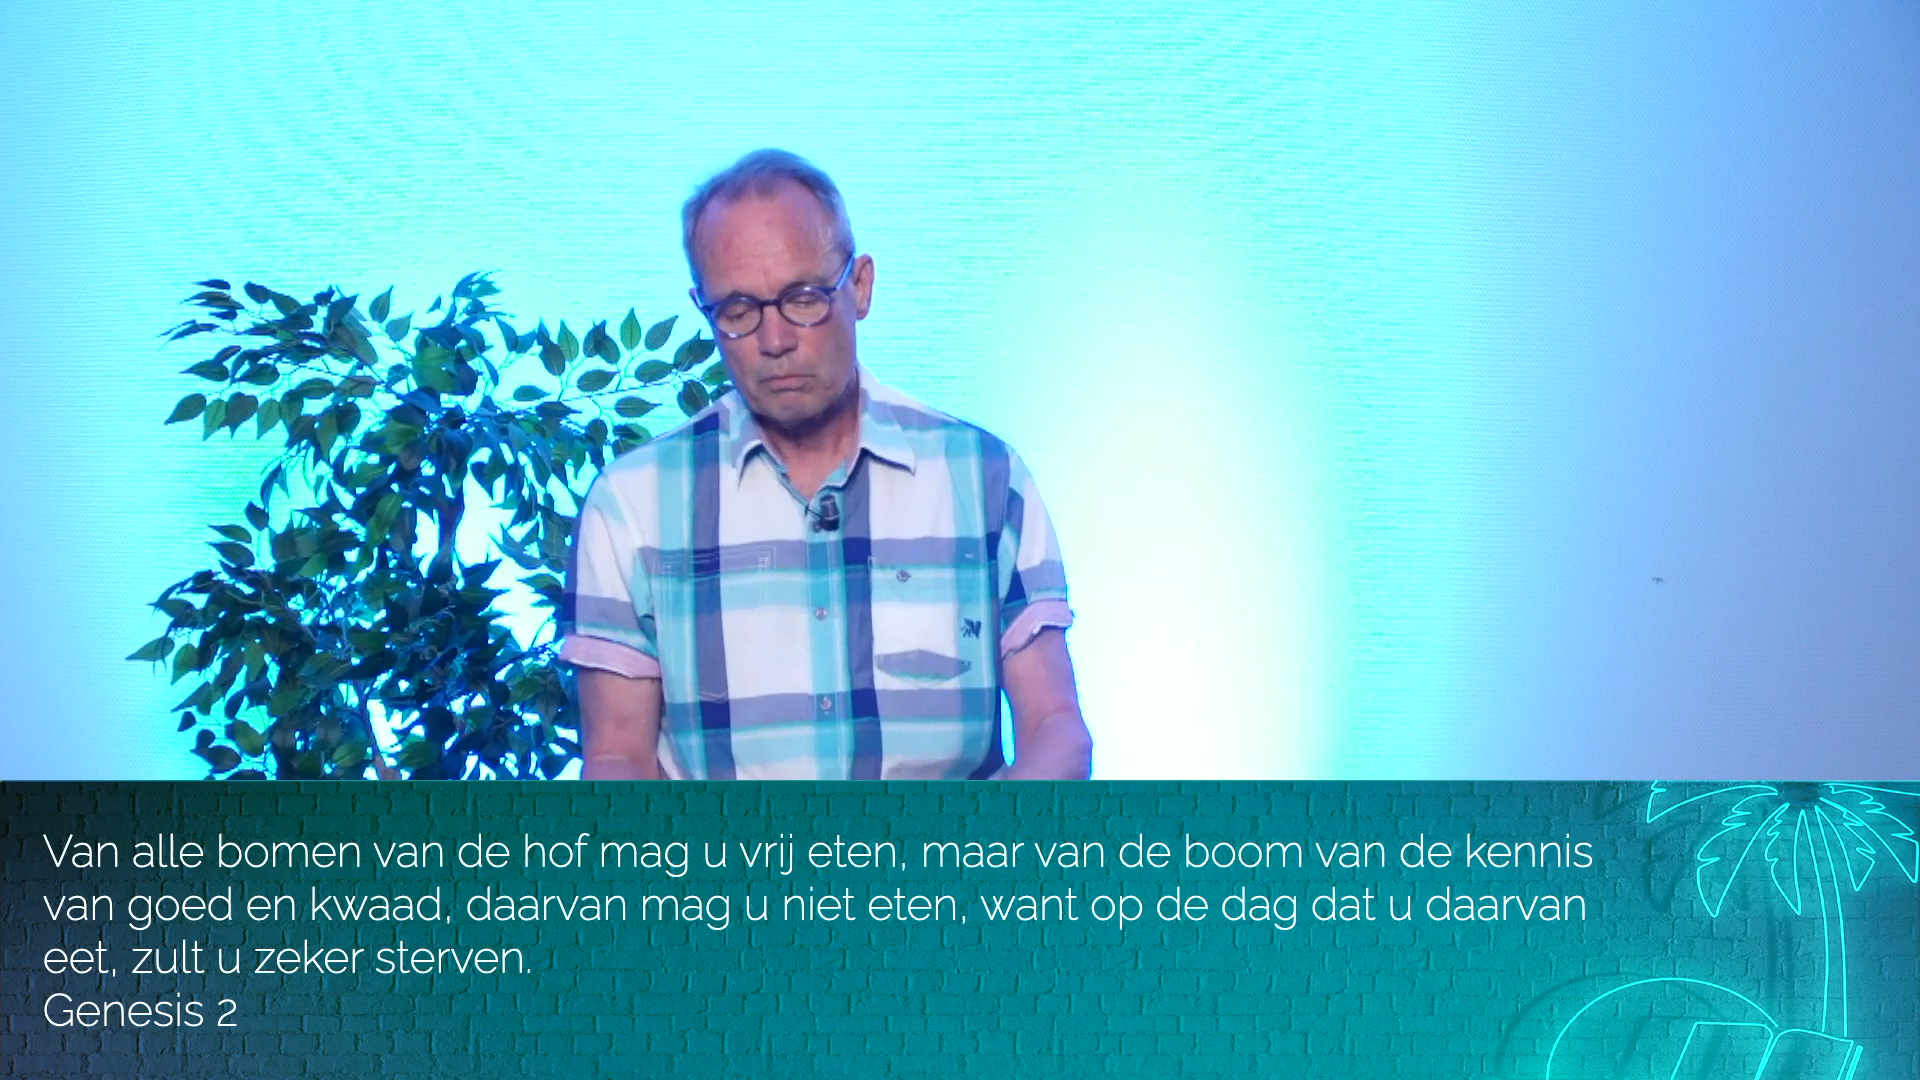 Van alle bomen van de hof mag u vrij eten, maar van de boom van de kennis
van goed en kwaad, daarvan mag u niet eten, want op de dag dat u daarvan
eet, zult u zeker sterven.
Genesis 2